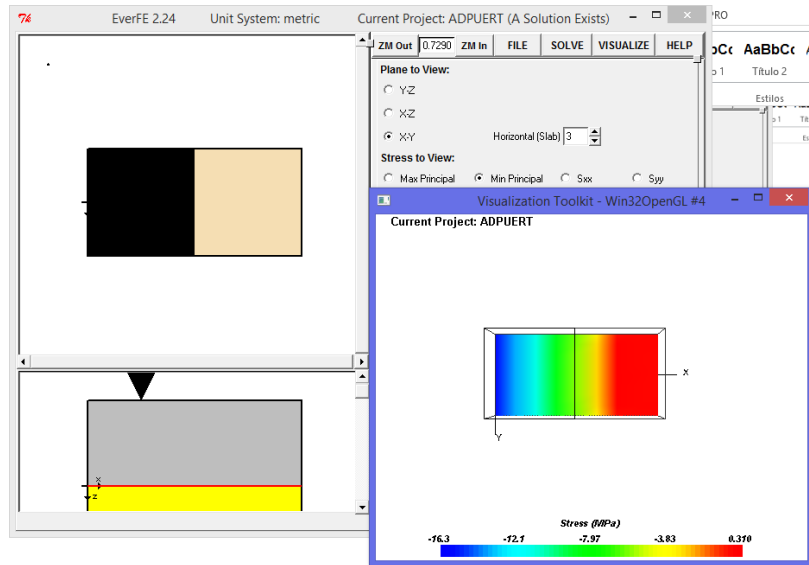 EverFE 2.24 Unit System: metric Current Project: ADPUERT (A Solution Exists)
PRO
ZM Out 0.7290 ZM In FILE SOLVE VISUALIZE HELP
AaBbCc
Plane to View:
Título 2
Y-Z
Estilos
X-Z
X-Y Horizontal (Slab) 3
Stress to View:
Max Principal Min Principal Sxx Syy
Visualization Toolkit - Win32OpenGL #4
Current Project: ADPUERT
X
Y
x
z
Stress (MPa)
-16.3 -12.1 -7.97 -3.83 0.310